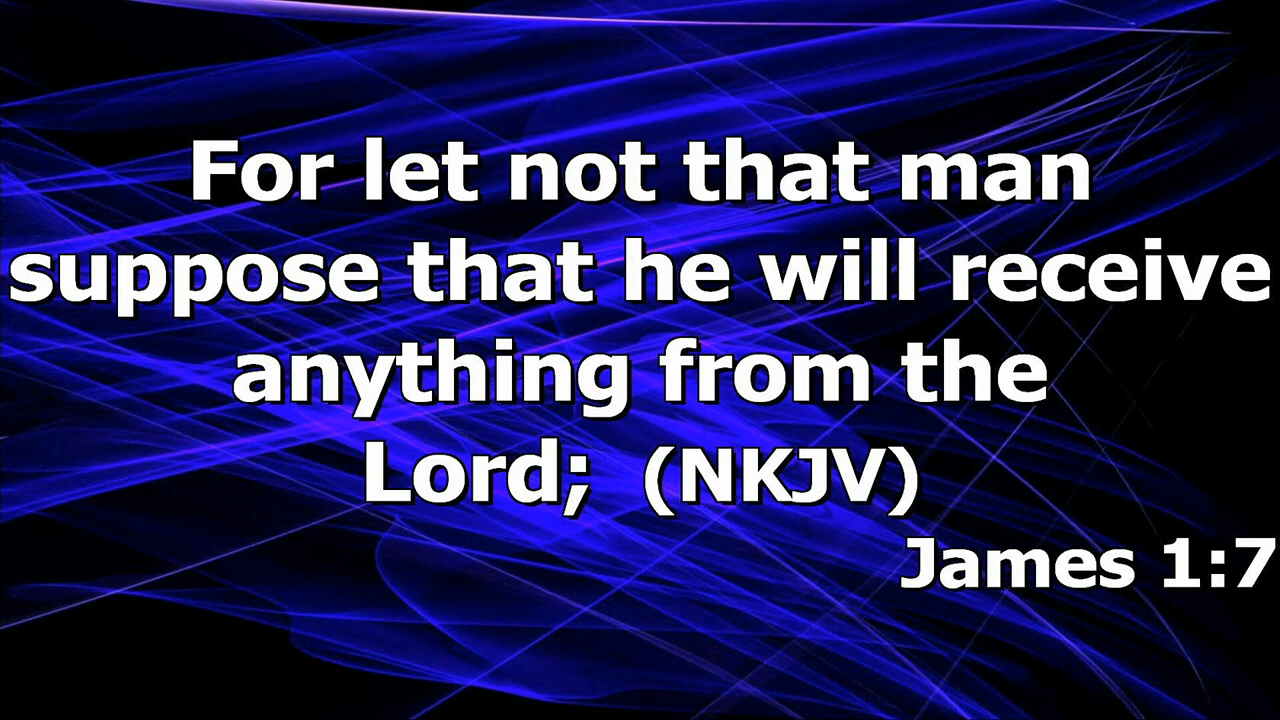 For let not that man
suppose that he will receive
anything from the
Lord; (NKJV)
James 1:7